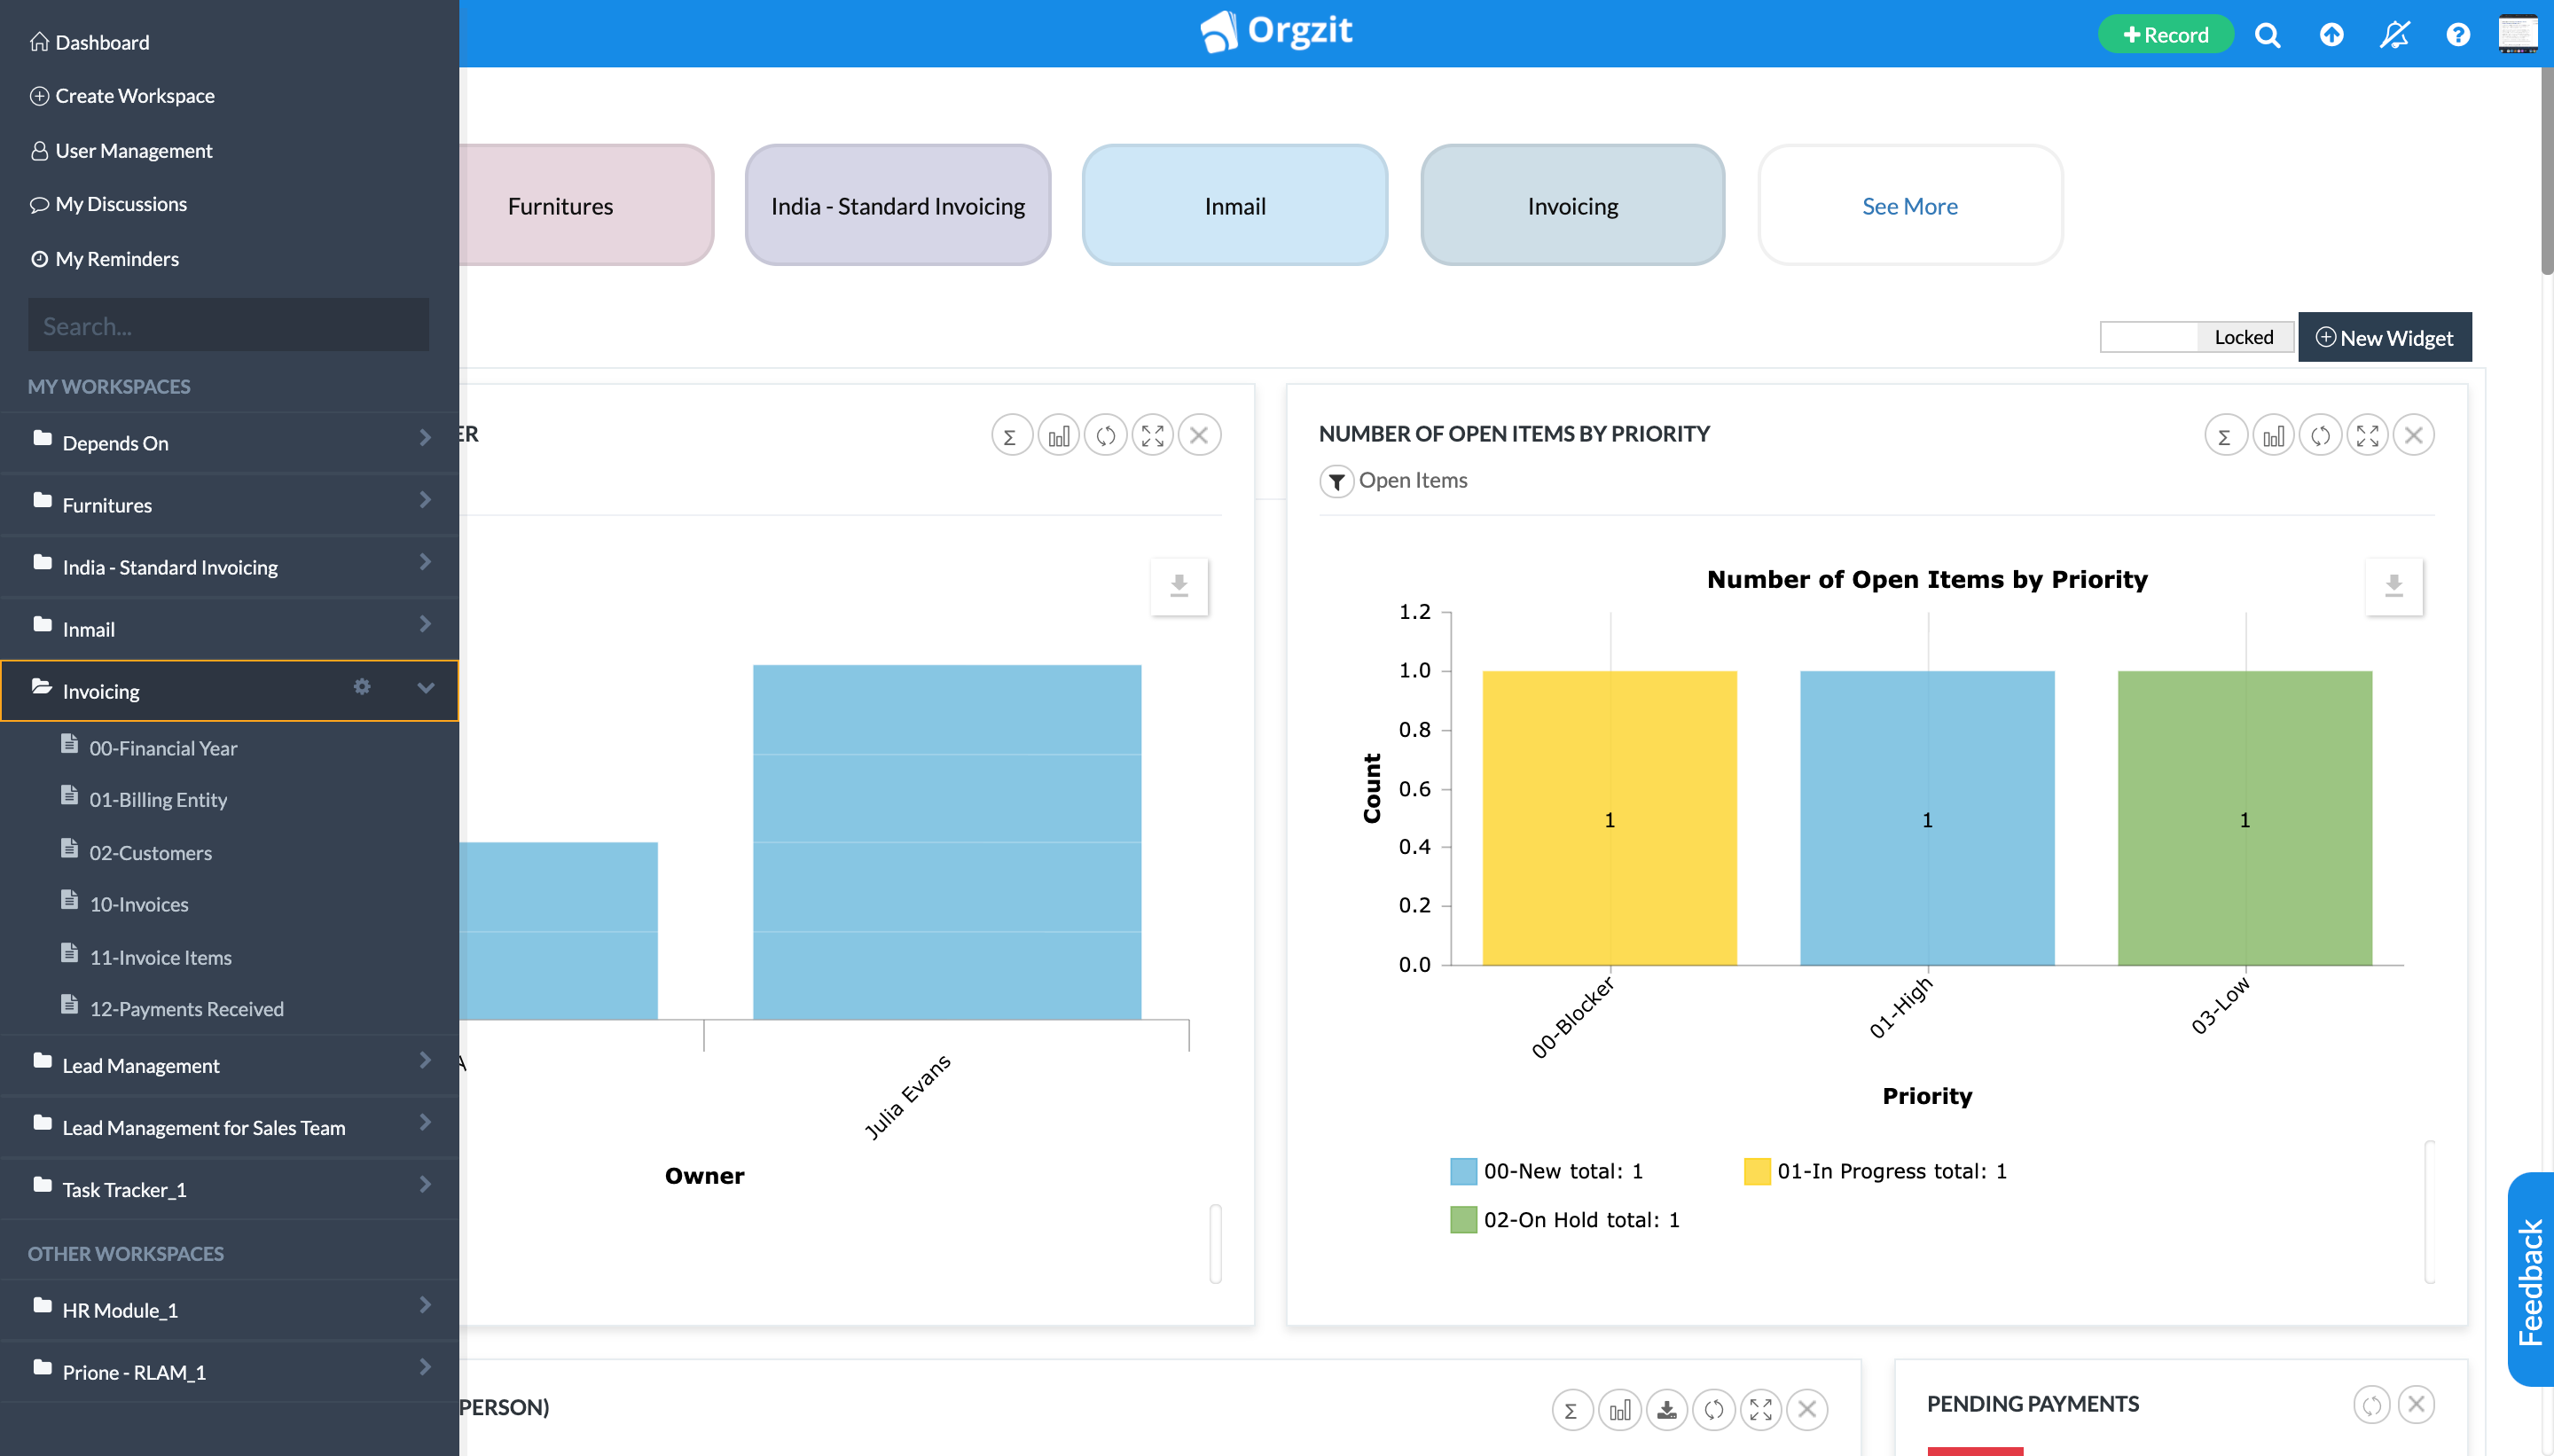 Dashboard
Create Workspace
User Management
My Discussions
My Reminders
Search...
MY WORKSPACES
Depends On
Furnitures
India - Standard Invoicing
Inmail
Invoicing
00-Financial Year
01-Billing Entity
02-Customers
10-Invoices
11-Invoice Items
12-Payments Received
Lead Management
Lead Management for Sales Team
Task Tracker_1
OTHER WORKSPACES
HR Module_1
Prione - RLAM_1
Orgzit
+Record
Furnitures
India - Standard Invoicing
Inmail
Invoicing
See More
Locked
New Widget
ER
Julia Evans
Owner
NUMBER OF OPEN ITEMS BY PRIORITY
Open Items
Number of Open Items by Priority
1.2
1.0
0.8
0.6
0.4
0.2
0.0
Count
1
1
1
00-Blocker
01-High
03-Low
Priority
00-New total: 1
01-In Progress total: 1
02-On Hold total: 1
Feedback
PERSON)
PENDING PAYMENTS